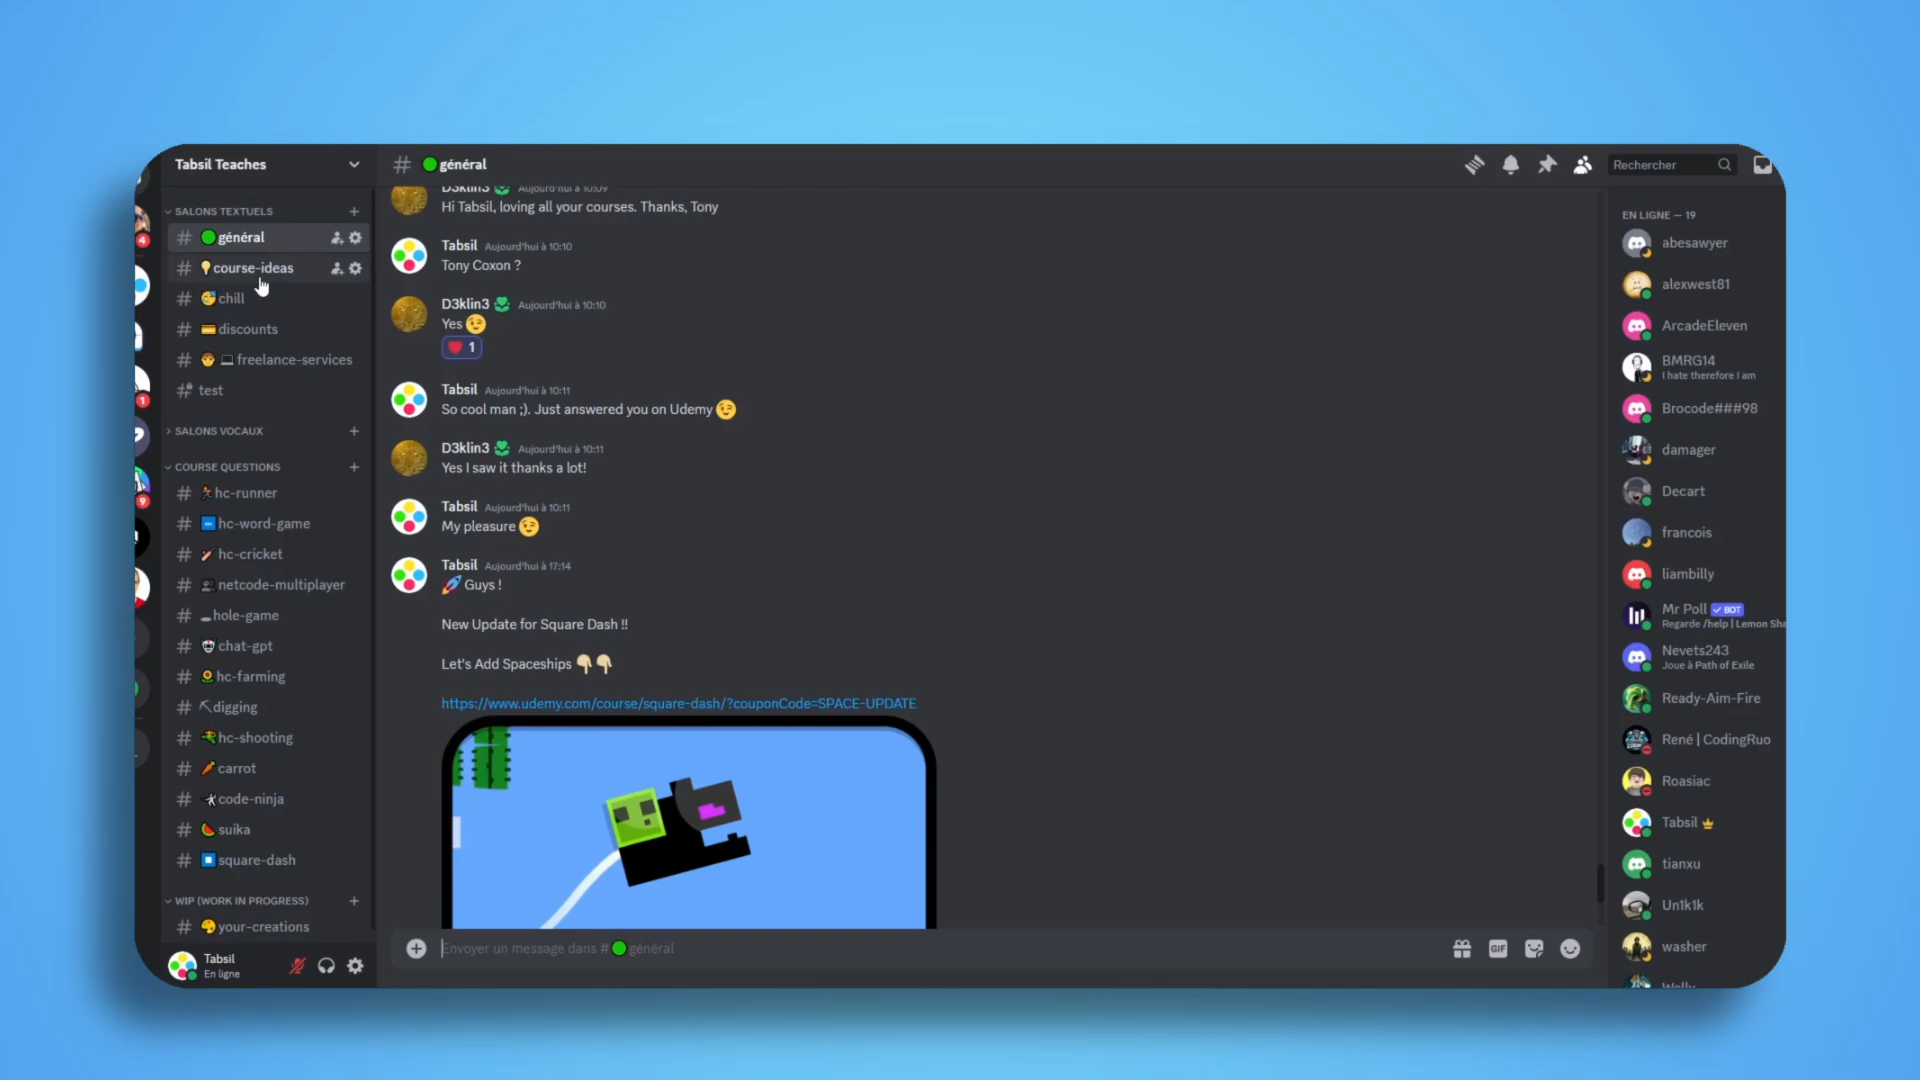 Tabsil Teaches
SALONS TEXTUELS
général
course-ideas
chill
discounts
freelance-services
test
SALONS VOCAUX
COURSE QUESTIONS
hc-runner
hc-word-game
hc-cricket
netcode-multiplayer
hole-game
chat-gpt
hc-farming
digging
hc-shooting
carrot
code-ninja
suika
square-dash
WIP (WORK IN PROGRESS)
your-creations
Tabsil
En ligne
4
1
9
# général
Rechercher
D3klin3 Aujourd'hui à 10:09
Hi Tabsil, loving all your courses. Thanks, Tony
Tabsil Aujourd'hui à 10:10
Tony Coxon ?
D3klin3 Aujourd'hui à 10:10
Yes 😉
❤️ 1
Tabsil Aujourd'hui à 10:11
So cool man ;). Just answered you on Udemy 😉
D3klin3 Aujourd'hui à 10:11
Yes I saw it thanks a lot!
Tabsil Aujourd'hui à 10:11
My pleasure 😉
Tabsil Aujourd'hui à 17:14
🚀 Guys !
New Update for Square Dash !!
Let's Add Spaceships 👇👇
https://www.udemy.com/course/square-dash/?couponCode=SPACE-UPDATE
Envoyer un message dans # général
GIF
EN LIGNE — 19
abesawyer
alexwest81
ArcadeEleven
BMRG14
I hate therefore I am
Brocode###98
damager
Decart
francois
liambilly
Mr Poll ✓ BOT
Regarde /help | Lemon Sha
Nevets243
Joue à Path of Exile
Ready-Aim-Fire
René | CodingRuo
Roasiac
Tabsil
tianxu
Un1k1k
washer